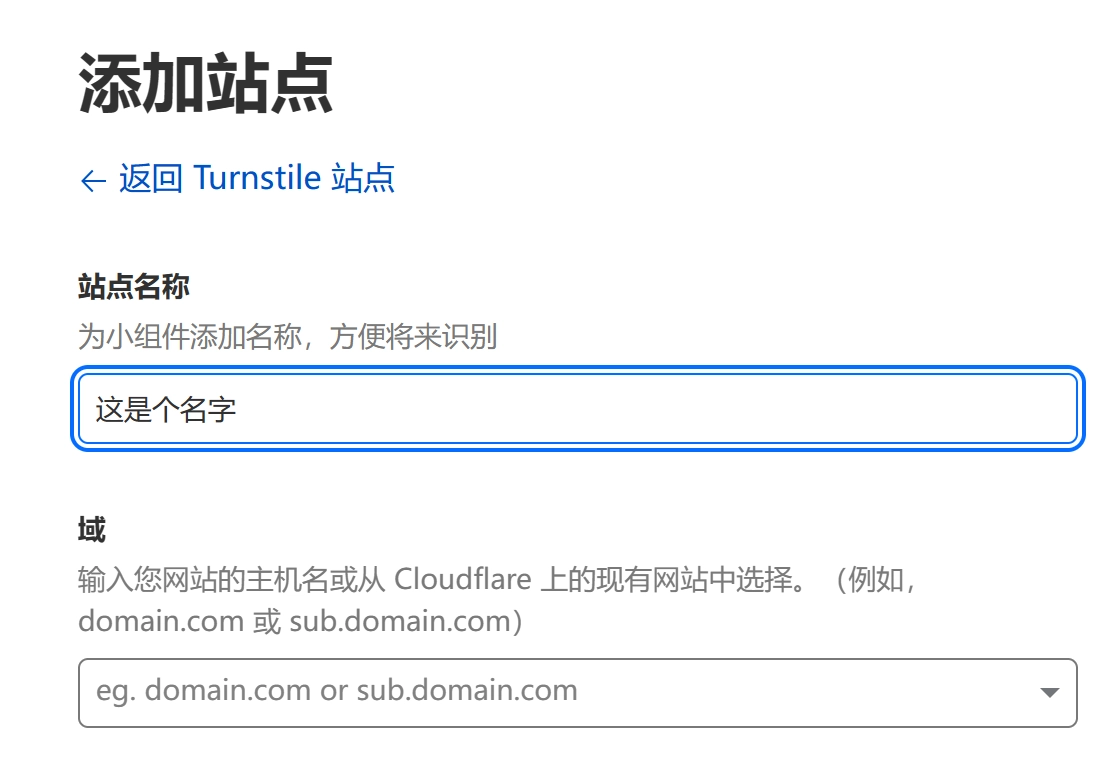 添加站点
← 返回 Turnstile 站点
站点名称
为小组件添加名称，方便将来识别
这是个名字
域
输入您网站的主机名或从 Cloudflare 上的现有网站中选择。（例如，
domain.com 或 sub.domain.com）
eg. domain.com or sub.domain.com